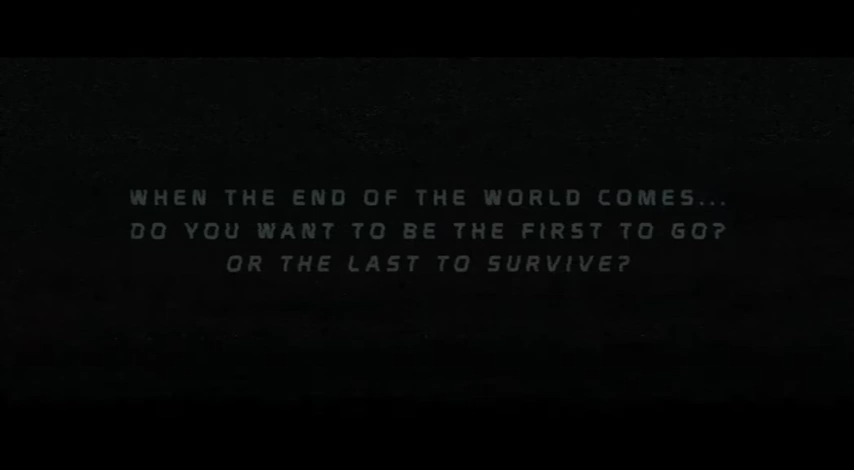 WHEN THE END OF THE WORLD COMES...
DO YOU WANT TO BE THE FIRST TO GO?
OR THE LAST TO SURVIVE?